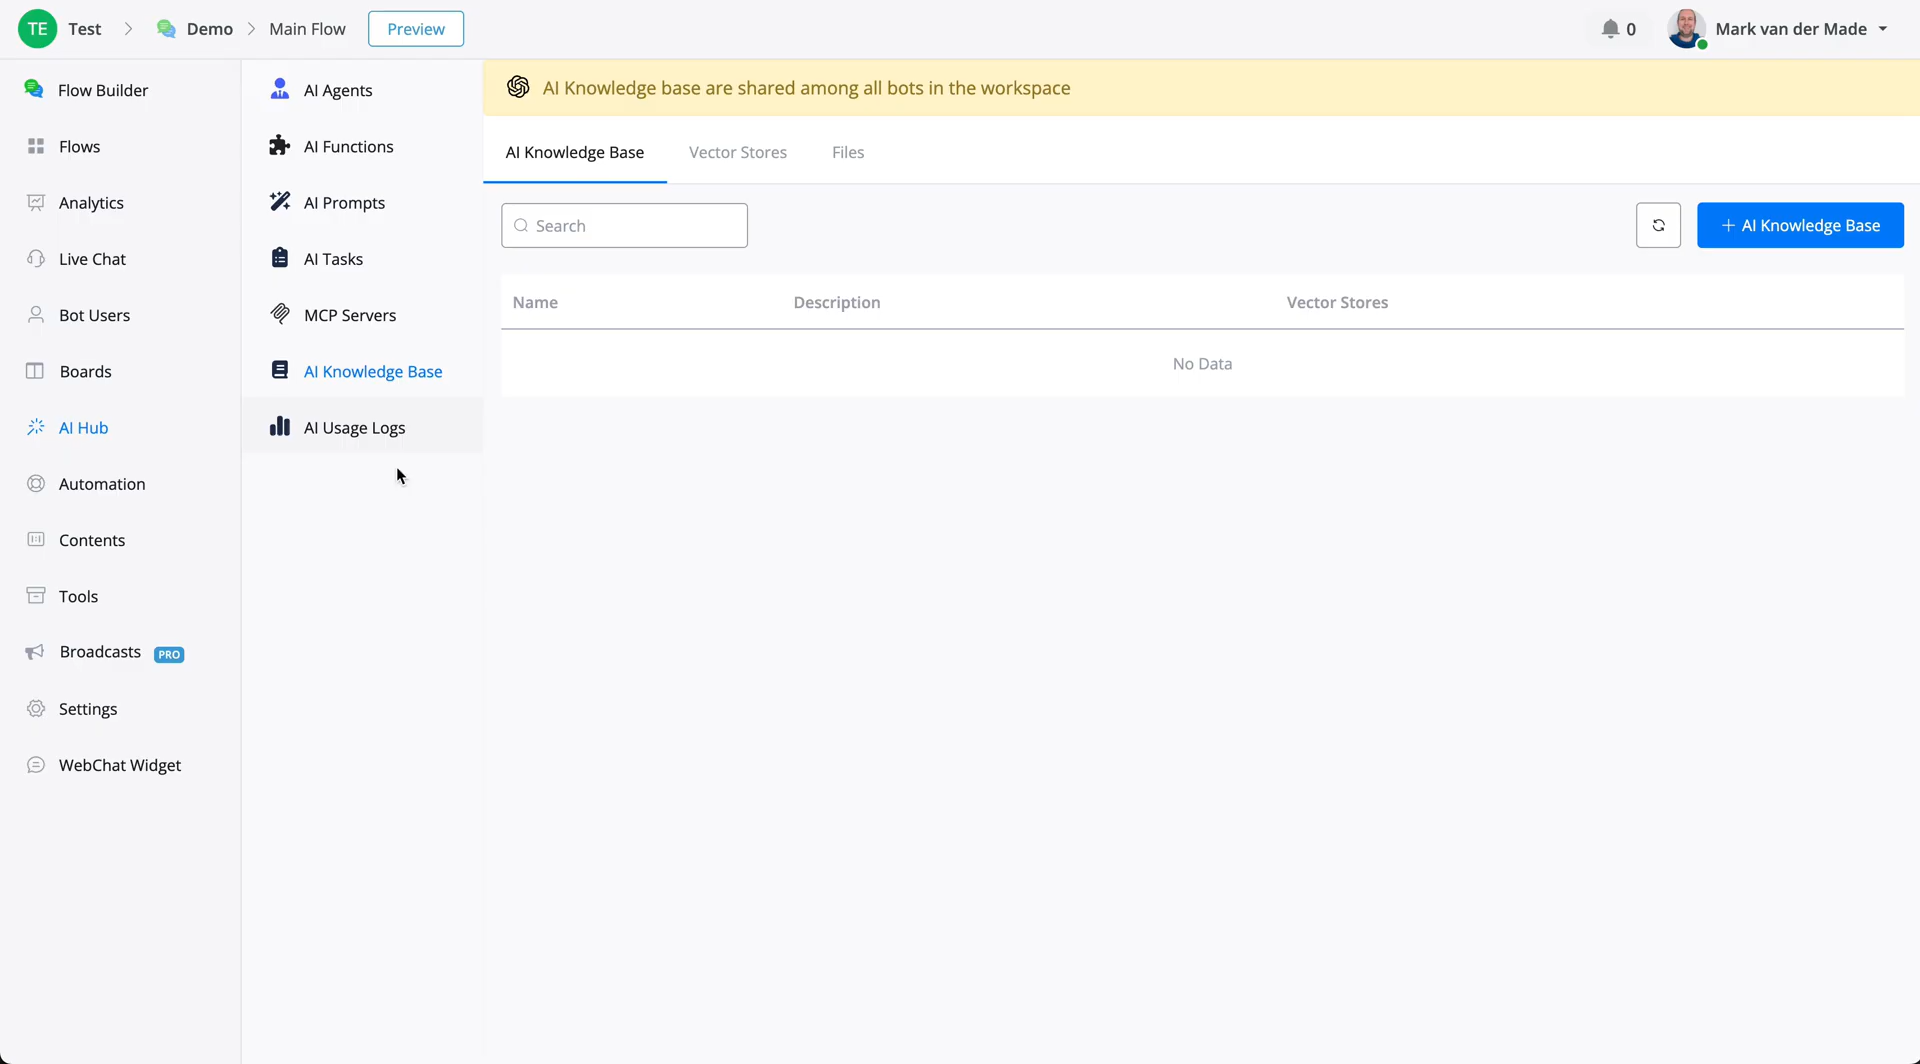 TE Test > Demo > Main Flow Preview 0 Mark van der Made
Flow Builder
Flows
Analytics
Live Chat
Bot Users
Boards
AI Hub
Automation
Contents
Tools
Broadcasts PRO
Settings
WebChat Widget
AI Agents
AI Functions
AI Prompts
AI Tasks
MCP Servers
AI Knowledge Base
AI Usage Logs
AI Knowledge base are shared among all bots in the workspace
AI Knowledge Base Vector Stores Files
Search + AI Knowledge Base
Name Description Vector Stores
No Data